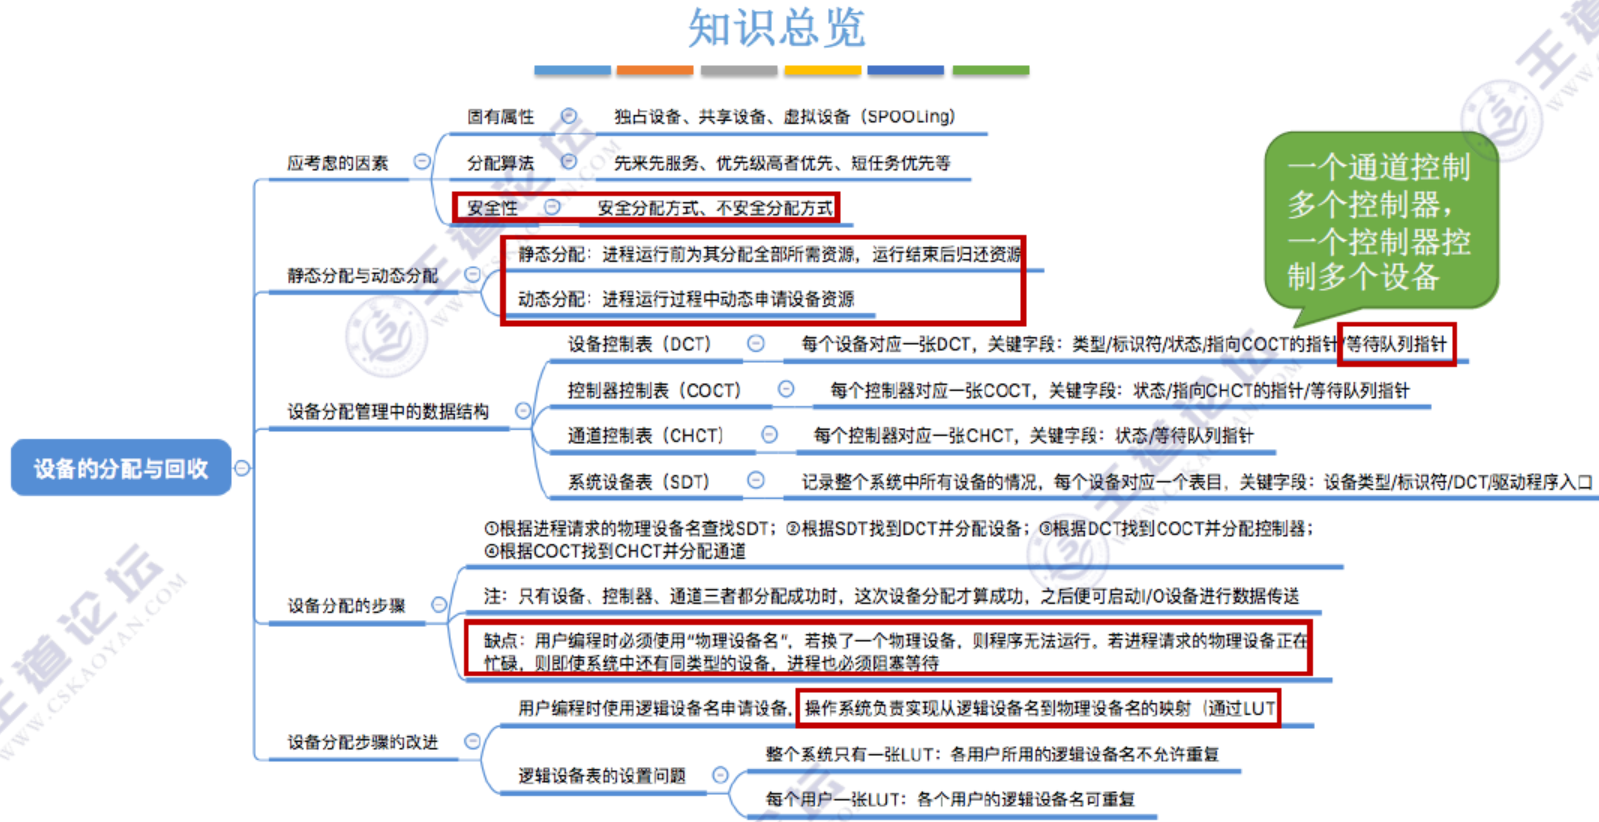 知识总览
固有属性
独占设备、共享设备、虚拟设备（SPOOLing）
应考虑的因素
分配算法
先来先服务、优先级高者优先、短任务优先等
安全性
安全分配方式、不安全分配方式
一个通道控制
多个控制器，
一个控制器控
制多个设备
静态分配与动态分配
静态分配：进程运行前为其分配全部所需资源，运行结束后归还资源
动态分配：进程运行过程中动态申请设备资源
设备分配管理中的数据结构
设备控制表（DCT）
每个设备对应一张DCT，关键字段：类型/标识符/状态/指向COCT的指针/等待队列指针
控制器控制表（COCT）
每个控制器对应一张COCT，关键字段：状态/指向CHCT的指针/等待队列指针
通道控制表（CHCT）
每个控制器对应一张CHCT，关键字段：状态/等待队列指针
系统设备表（SDT）
记录整个系统中所有设备的情况，每个设备对应一个表目，关键字段：设备类型/标识符/DCT/驱动程序入口
设备的分配与回收
设备分配的步骤
①根据进程请求的物理设备名查找SDT；②根据SDT找到DCT并分配设备；③根据DCT找到COCT并分配控制器；
④根据COCT找到CHCT并分配通道
注：只有设备、控制器、通道三者都分配成功时，这次设备分配才算成功，之后便可启动I/O设备进行数据传送
缺点：用户编程时必须使用“物理设备名”，若换了一个物理设备，则程序无法运行。若进程请求的物理设备正在
忙碌，则即使系统中还有同类型的设备，进程也必须阻塞等待
设备分配步骤的改进
用户编程时使用逻辑设备名申请设备，操作系统负责实现从逻辑设备名到物理设备名的映射（通过LUT
逻辑设备表的设置问题
整个系统只有一张LUT：各用户所用的逻辑设备名不允许重复
每个用户一张LUT：各个用户的逻辑设备名可重复
王道论坛
WWW.CSKAOYAN.COM